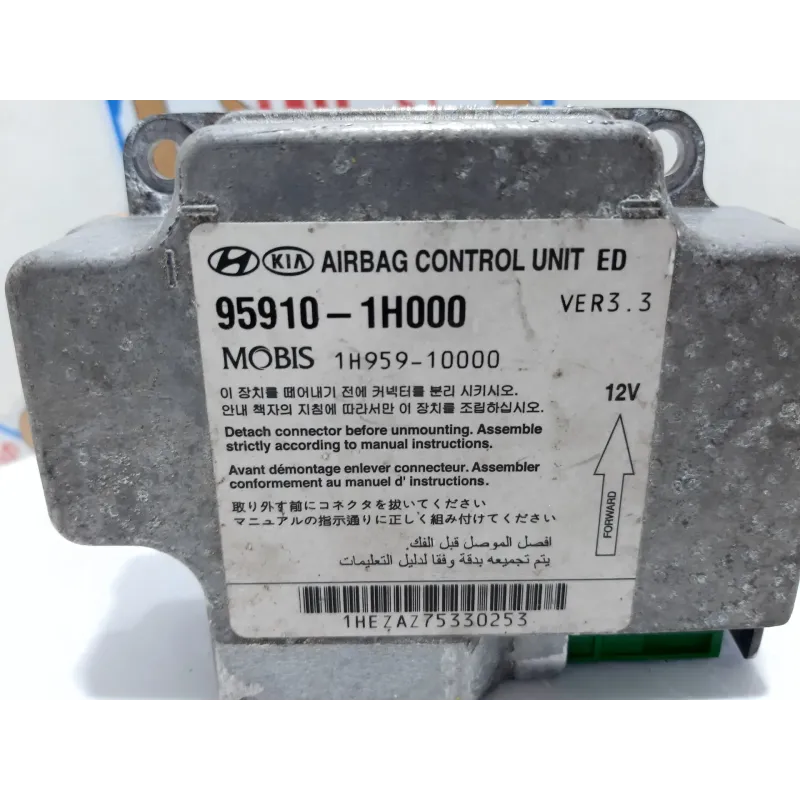 HYUNDAI KIA AIRBAG CONTROL UNIT ED
95910-1H000 VER3.3
MOBIS 1H959-10000
이 장치를 떼어내기 전에 커넥터를 분리 시키시오.
안내 책자의 지침에 따라서만 이 장치를 조립하십시오.
12V
Detach connector before unmounting. Assemble
strictly according to manual instructions.
Avant démontage enlever connecteur. Assembler
conformement au manuel d' instructions.
FORWARD
取り外す前にコネクタを抜いてください
マニュアルの指示通りに正しく組み付けてください
افصل الموصل قبل الفك.
يتم تجميعه بدقة وفقا لدليل التعليمات.
1HEZAZ75330253